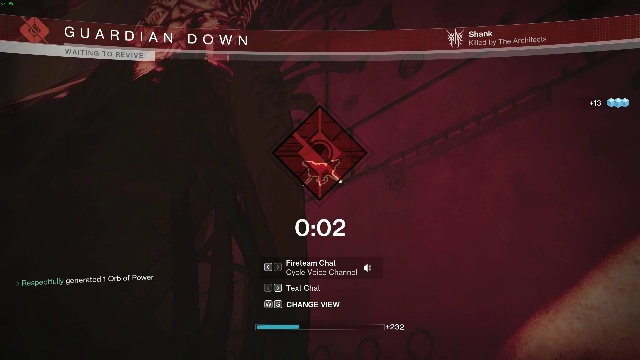 GUARDIAN DOWN
WAITING TO REVIVE
Shank
Killed by The Architects
+13
0:02
Fireteam Chat
Cycle Voice Channel
Respectfully generated 1 Orb of Power
Text Chat
CHANGE VIEW
+232